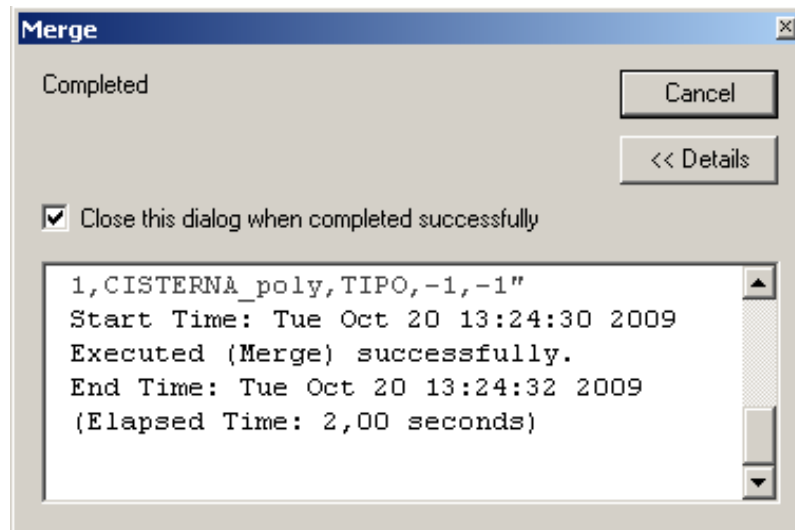 Merge
Completed
Cancel
<< Details
Close this dialog when completed successfully
1,CISTERNA_poly,TIPO,-1,-1"
Start Time: Tue Oct 20 13:24:30 2009
Executed (Merge) successfully.
End Time: Tue Oct 20 13:24:32 2009
(Elapsed Time: 2,00 seconds)